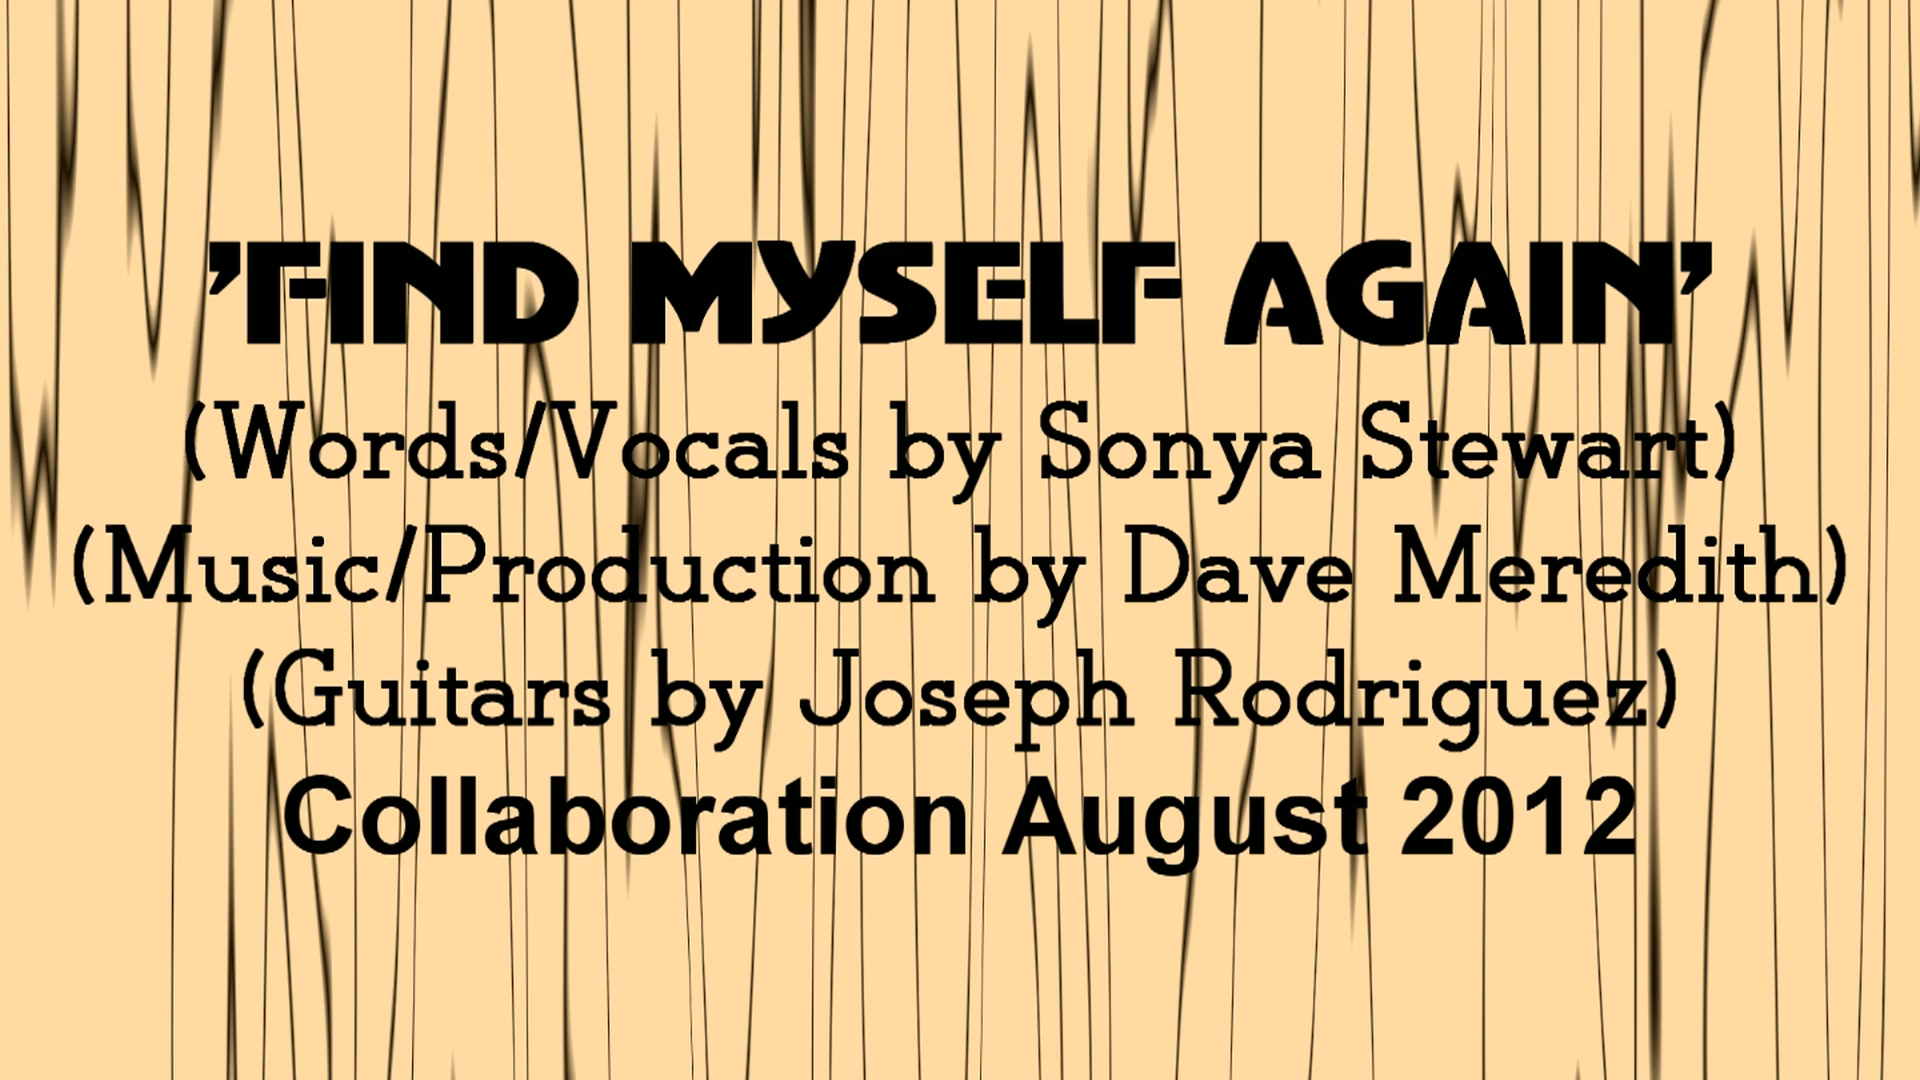 ’FIND MYSELF AGAIN’
(Words/Vocals by Sonya Stewart)
(Music/Production by Dave Meredith)
(Guitars by Joseph Rodriguez)
Collaboration August 2012